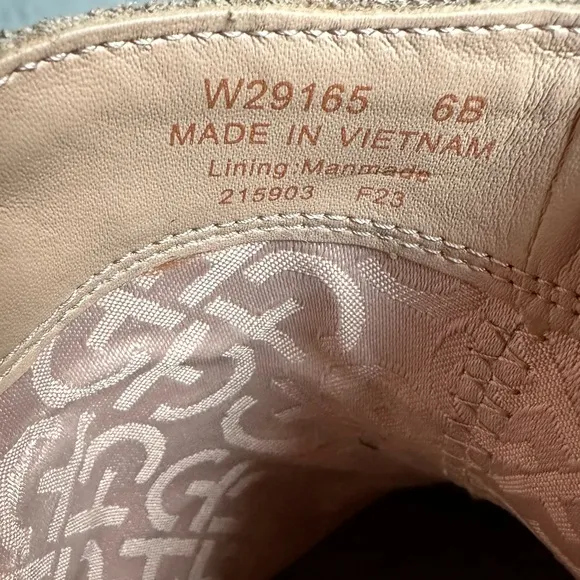 W29165 6B
MADE IN VIETNAM
Lining:Manmade
215903 F23